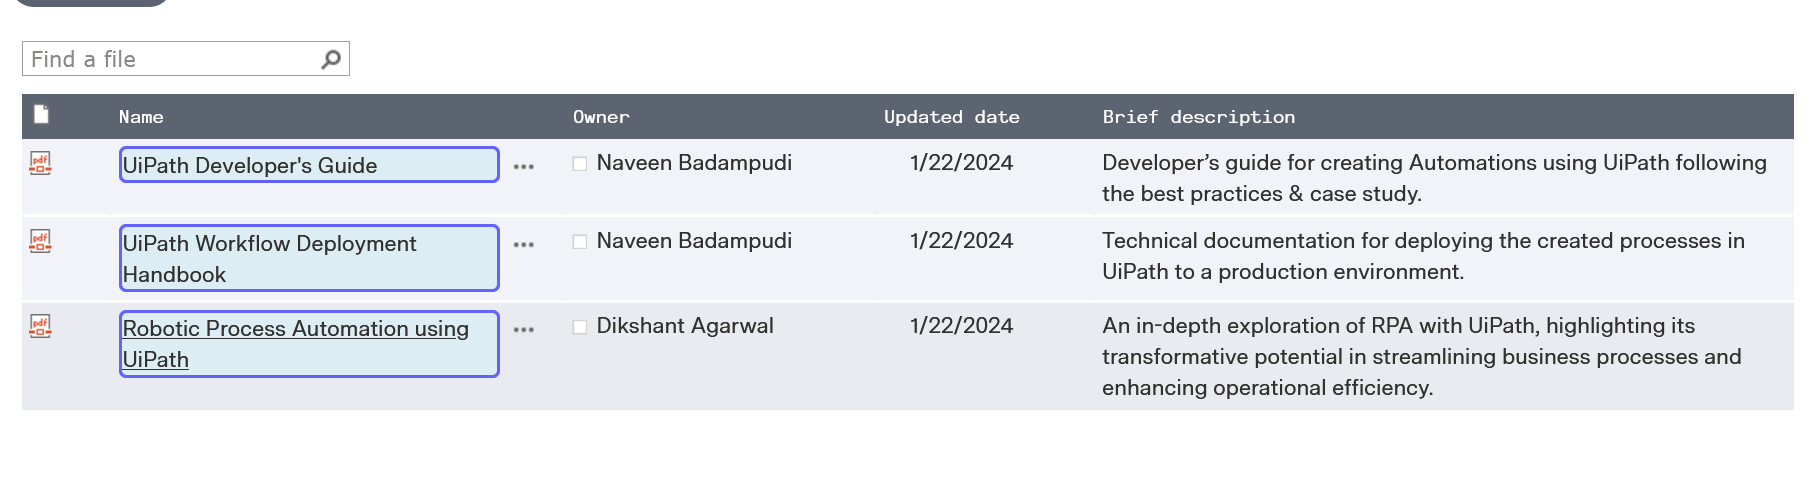 Find a file
Name Owner Updated date Brief description
pdf UiPath Developer's Guide Naveen Badampudi 1/22/2024 Developer’s guide for creating Automations using UiPath following
the best practices & case study.
pdf UiPath Workflow Deployment Naveen Badampudi 1/22/2024 Technical documentation for deploying the created processes in
Handbook UiPath to a production environment.
pdf Robotic Process Automation using Dikshant Agarwal 1/22/2024 An in-depth exploration of RPA with UiPath, highlighting its
UiPath transformative potential in streamlining business processes and
enhancing operational efficiency.